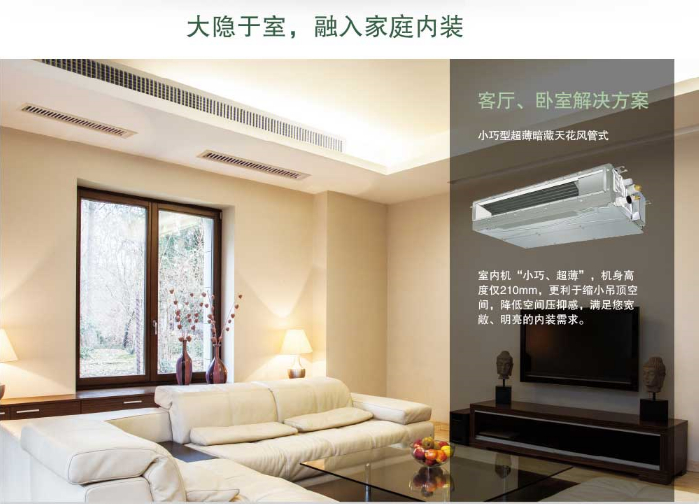 大隐于室，融入家庭内装
客厅、卧室解决方案
小巧型超薄暗藏天花风管式
室内机“小巧、超薄”，机身高
度仅210mm，更利于缩小吊顶空
间，降低空间压抑感，满足您宽
敞、明亮的内装需求。